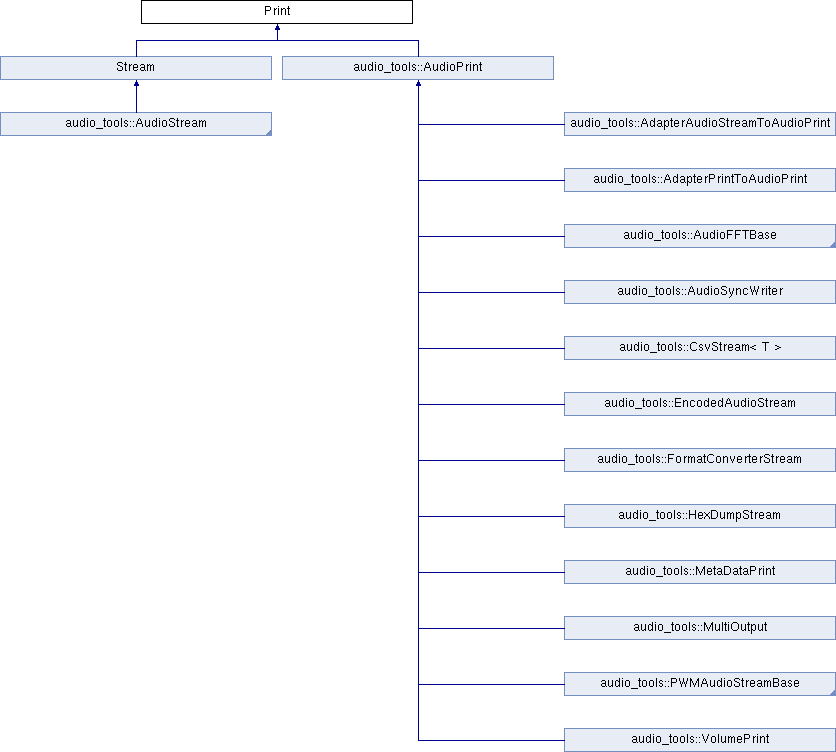 Print
Stream
audio_tools::AudioPrint
audio_tools::AudioStream
audio_tools::AdapterAudioStreamToAudioPrint
audio_tools::AdapterPrintToAudioPrint
audio_tools::AudioFFTBase
audio_tools::AudioSyncWriter
audio_tools::CsvStream< T >
audio_tools::EncodedAudioStream
audio_tools::FormatConverterStream
audio_tools::HexDumpStream
audio_tools::MetaDataPrint
audio_tools::MultiOutput
audio_tools::PWMAudioStreamBase
audio_tools::VolumePrint